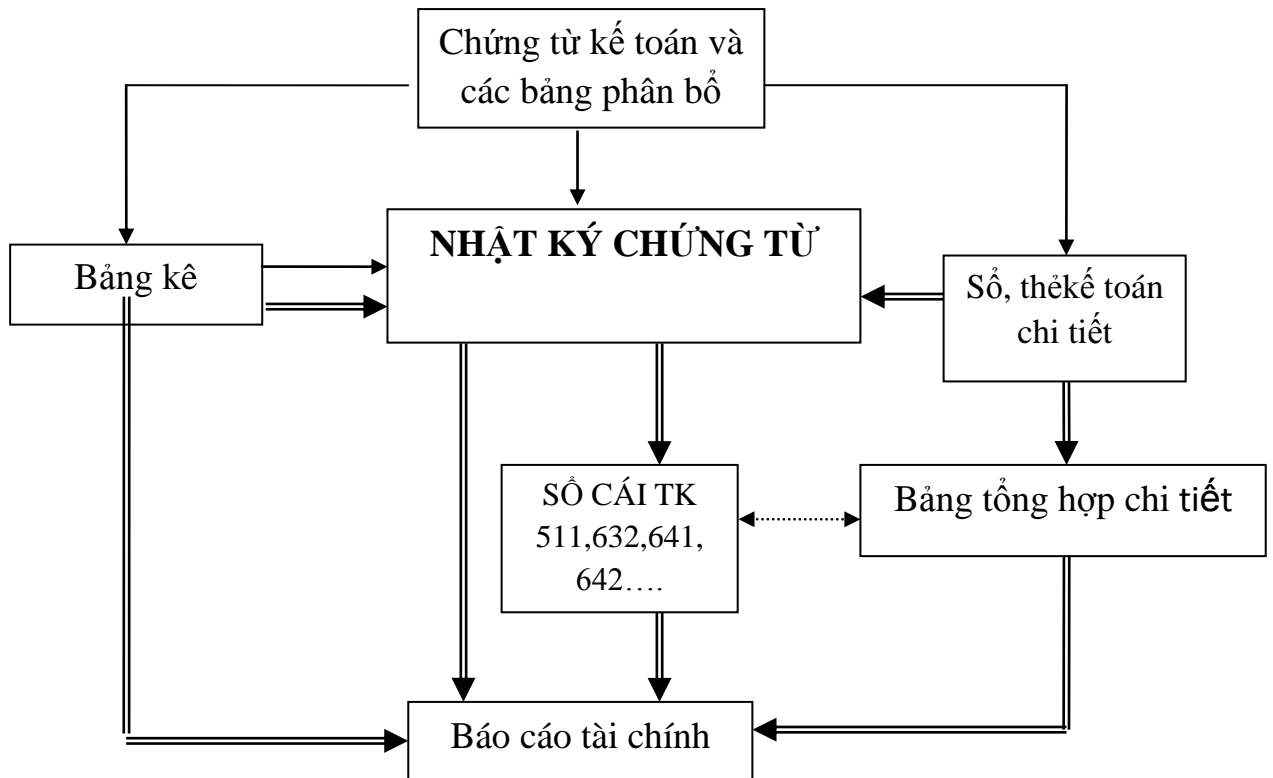 Chứng từ kế toán và
các bảng phân bổ
NHẬT KÝ CHỨNG TỪ
Bảng kê
Sổ, thẻkế toán
chi tiết
SỔ CÁI TK
511,632,641,
642….
Bảng tổng hợp chi tiết
Báo cáo tài chính